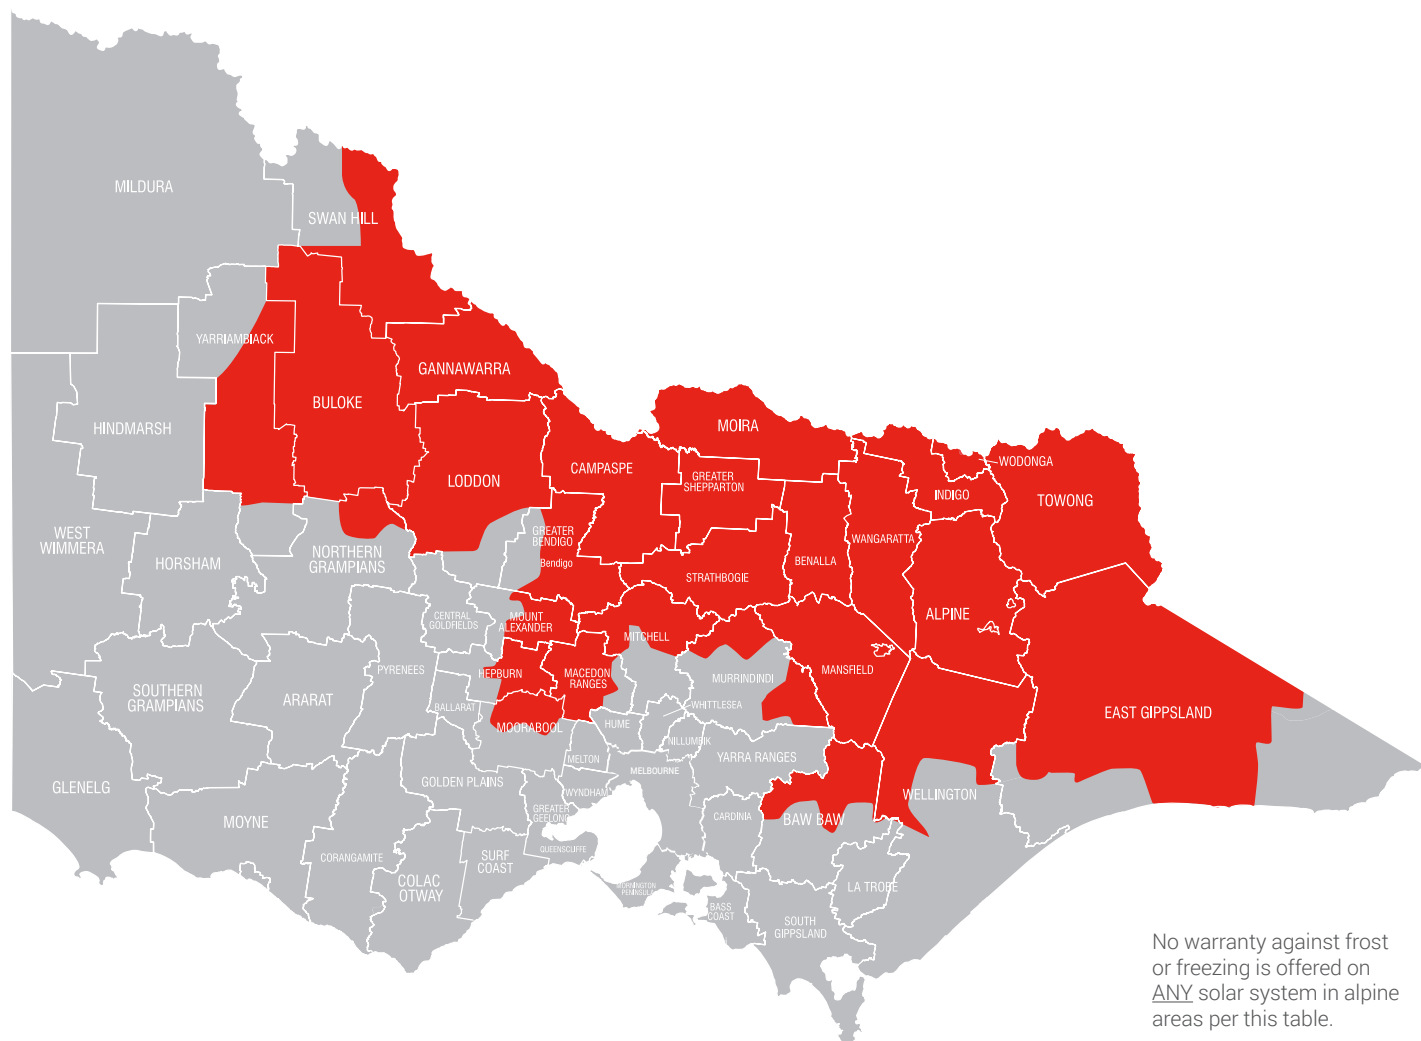 MILDURA
SWAN HILL
YARRIAMBIACK
GANNAWARRA
BULOKE
HINDMARSH
MOIRA
LODDON
CAMPASPE
GREATER
SHEPPARTON
WODONGA
INDIGO
TOWONG
WEST
WIMMERA
HORSHAM
NORTHERN
GRAMPIANS
GREATER
BENDIGO
Bendigo
WANGARATTA
BENALLA
STRATHBOGIE
ALPINE
CENTRAL
GOLDFIELDS
MOUNT
ALEXANDER
MITCHELL
PYRENEES
HEPBURN
MACEDON
RANGES
MURRINDINDI
MANSFIELD
SOUTHERN
GRAMPIANS
ARARAT
BALLARAT
WHITTLESEA
EAST GIPPSLAND
MOORABOOL
HUME
NILLUMBIK
MELTON
MELBOURNE
YARRA RANGES
GLENELG
GOLDEN PLAINS
WYNDHAM
WELLINGTON
MOYNE
GREATER
GEELONG
CARDINIA
BAW BAW
CORANGAMITE
SURF
COAST
QUEENSCLIFFE
COLAC
OTWAY
MORNINGTON
PENINSULA
LA TROBE
BASS
COAST
SOUTH
GIPPSLAND
No warranty against frost
or freezing is offered on
ANY solar system in alpine
areas per this table.